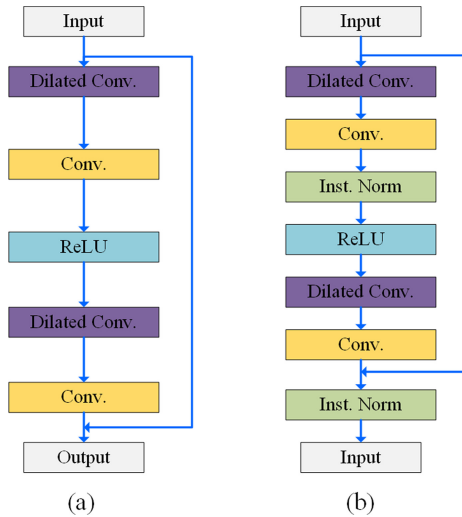 Input
Dilated Conv.
Conv.
ReLU
Dilated Conv.
Conv.
Output
(a)
Input
Dilated Conv.
Conv.
Inst. Norm
ReLU
Dilated Conv.
Conv.
Inst. Norm
Input
(b)